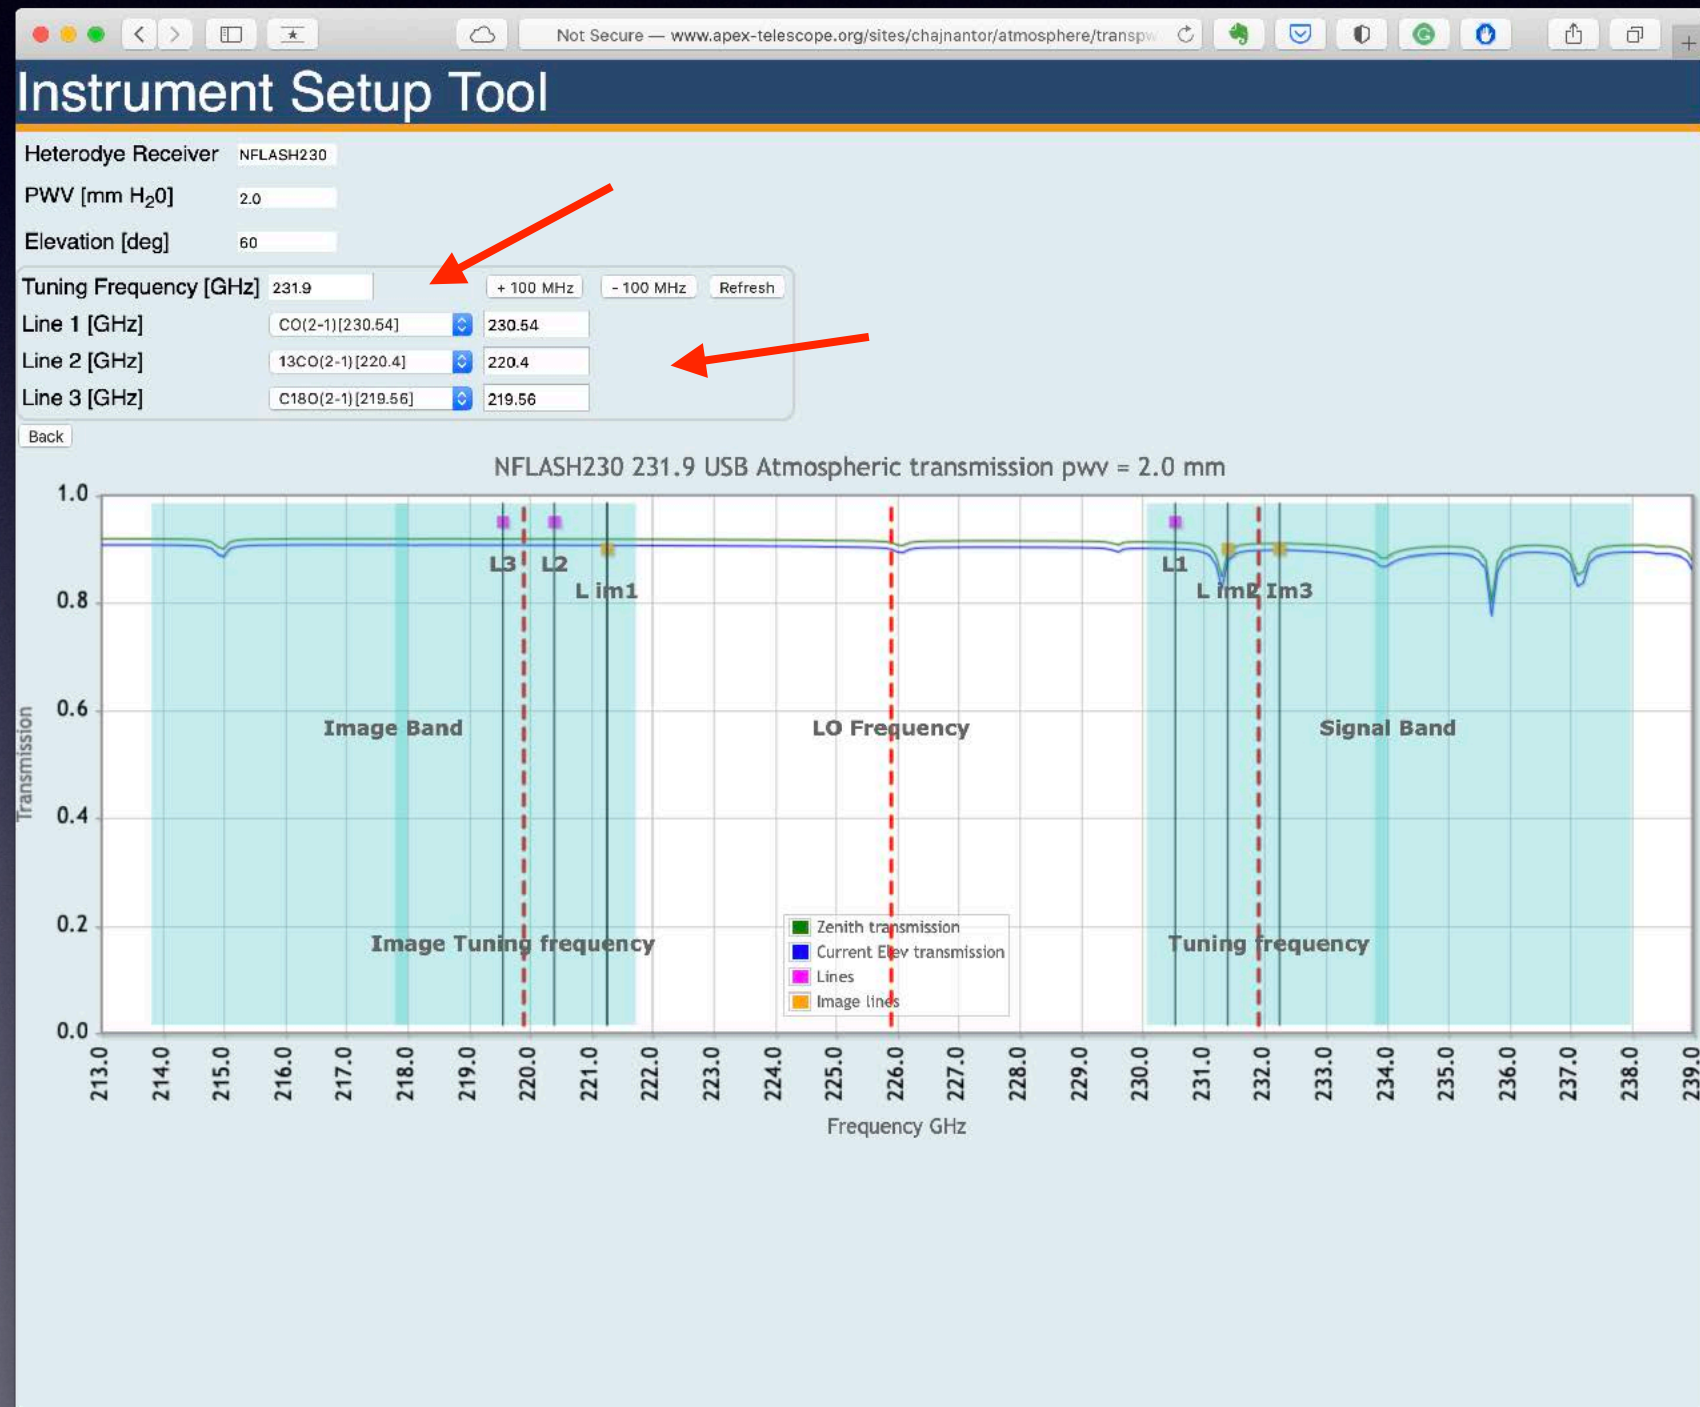 Not Secure — www.apex-telescope.org/sites/chajnantor/atmosphere/transpw
Instrument Setup Tool
Heterodye Receiver NFLASH230
PWV [mm H₂0] 2.0
Elevation [deg] 60
Tuning Frequency [GHz] 231.9 + 100 MHz - 100 MHz Refresh
Line 1 [GHz] CO(2-1)[230.54] 230.54
Line 2 [GHz] 13CO(2-1)[220.4] 220.4
Line 3 [GHz] C18O(2-1)[219.56] 219.56
Back
NFLASH230 231.9 USB Atmospheric transmission pwv = 2.0 mm
1.0
0.8
0.6
0.4
0.2
0.0
Transmission
L3 L2 L1
L im1 L im2 Im3
Image Band LO Frequency Signal Band
Image Tuning frequency Tuning frequency
Zenith transmission
Current Elev transmission
Lines
Image lines
213.0 214.0 215.0 216.0 217.0 218.0 219.0 220.0 221.0 222.0 223.0 224.0 225.0 226.0 227.0 228.0 229.0 230.0 231.0 232.0 233.0 234.0 235.0 236.0 237.0 238.0 239.0
Frequency GHz